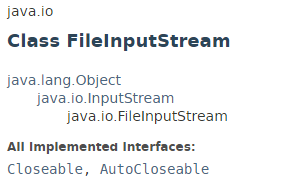 java.io
Class FileInputStream
java.lang.Object
java.io.InputStream
java.io.FileInputStream
All Implemented Interfaces:
Closeable, AutoCloseable